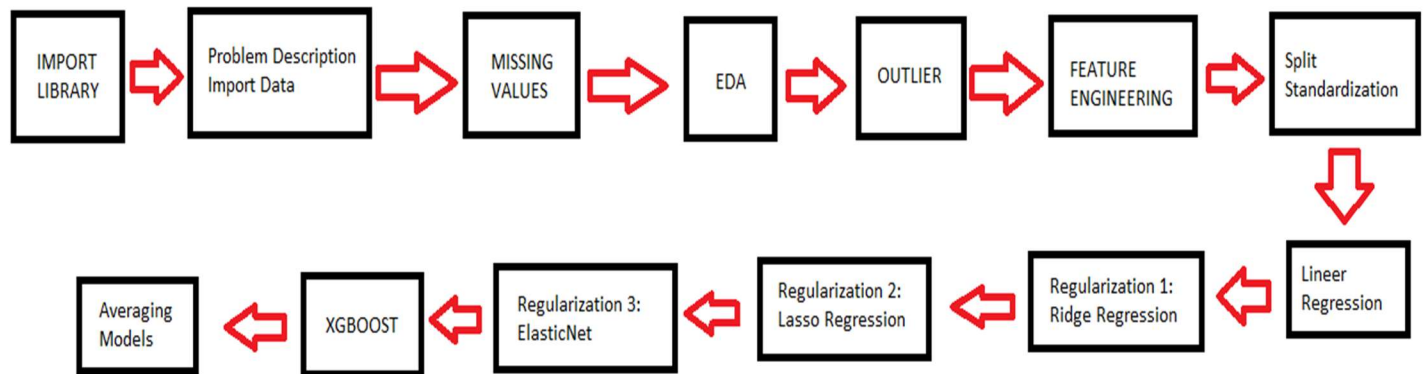 IMPORT
LIBRARY
Problem Description
Import Data
MISSING
VALUES
EDA
OUTLIER
FEATURE
ENGINEERING
Split
Standardization
Lineer
Regression
Regularization 1:
Ridge Regression
Regularization 2:
Lasso Regression
Regularization 3:
ElasticNet
XGBOOST
Averaging
Models